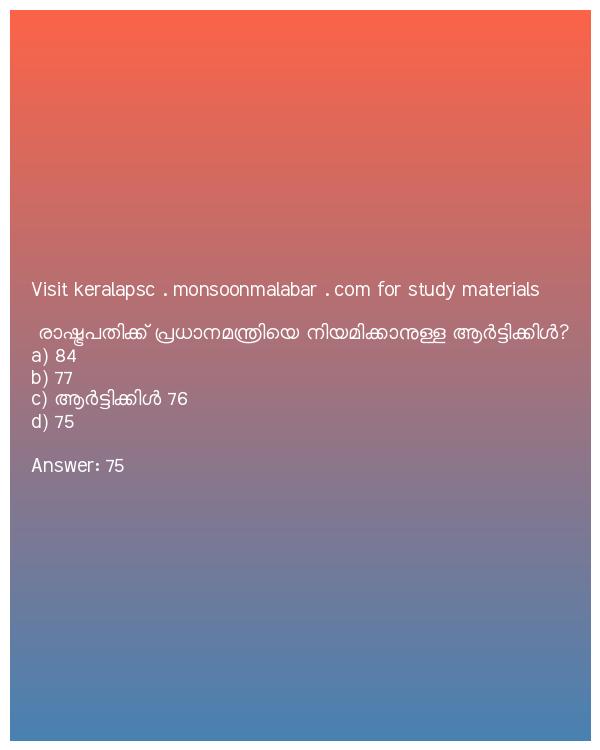 Visit keralapsc . monsoonmalabar . com for study materials
രാഷ്ട്രപതിക്ക് പ്രധാനമന്ത്രിയെ നിയമിക്കാനുള്ള ആർട്ടിക്കിൾ?
a) 84
b) 77
c) ആർട്ടിക്കിൾ 76
d) 75
Answer: 75